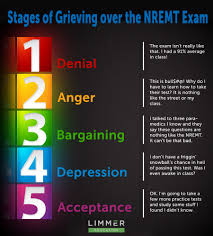 Stages of Grieving over the NREMT Exam
1
Denial
The exam isn't really like
that. I had a 91% average
in class!
2
Anger
This is bull$#@! Why do I
have to learn how to take
their test? It is nothing
like the street or my
class.
3
Bargaining
I talked to three para-
medics I know and they
say these questions are
nothing like the NREMT.
It can't be that bad.
4
Depression
I don't have a friggin'
snowball's chance in hell
of passing this test. Was I
even awake in class?
5
Acceptance
OK. I'm going to take a
few more practice tests
and study some stuff I
found I didn't know.
LIMMER
EDUCATION